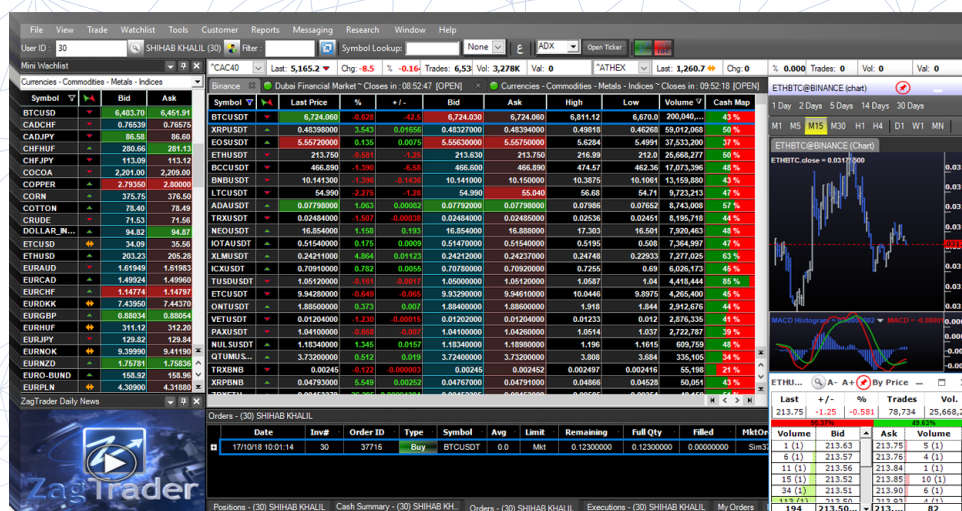 File View Trade Watchlist Tools Customer Reports Messaging Research Window Help
User ID : 30 SHIHAB KHALIL (30) Filter : Symbol Lookup: None ع ADX Open Ticker
Mini Wachlist
^CAC40 Last: 5,165.2 Chg: -8.5 % -0.16 Trades: 6,53 Vol: 3,278K Val: 0 ^ATHEX Last: 1,260.7 Chg: 0 % 0.000 Trades: 0 Vol: 0 Val: 0
Currencies - Commodities - Metals - Indices
Binance Dubai Financial Market ~ Closes in : 08:52:47 [OPEN] Currencies - Commodities - Metals - Indices ~ Closes in : 09:52:18 [OPEN]
Symbol Bid Ask
BTCUSD 6,403.70 6,451.91
CADCHF 0.76539 0.76575
CADJPY 86.58 86.60
CHFHUF 280.66 281.13
CHFJPY 113.09 113.12
COCOA 2,201.00 2,209.00
COPPER 2.79350 2.80000
CORN 375.75 376.50
COTTON 78.40 78.49
CRUDE 71.53 71.56
DOLLAR_IN... 94.82 94.87
ETCUSD 34.09 35.56
ETHUSD 203.23 205.28
EURAUD 1.61949 1.61983
EURCAD 1.49924 1.49960
EURCHF 1.14774 1.14797
EURDKK 7.43950 7.44370
EURGBP 0.88034 0.88054
EURHUF 311.12 312.20
EURJPY 129.82 129.84
EURNOK 9.39990 9.41190
EURNZD 1.75781 1.75836
EURO-BUND 158.92 158.96
EURPLN 4.30900 4.31880
Symbol Last Price % +/- Bid Ask High Low Volume Cash Map
BTCUSDT 6,724.060 -0.628 -42.5 6,724.030 6,724.060 6,811.12 6,670.0 200,040,... 43 %
XRPUSDT 0.48398000 3.543 0.01656 0.48327000 0.48394000 0.49818 0.46268 59,012,068 50 %
EOSUSDT 5.55720000 0.135 0.0075 5.55630000 5.55750000 5.6284 5.4991 37,533,200 37 %
ETHUSDT 213.750 -0.581 -1.25 213.630 213.750 216.99 212.0 25,668,277 50 %
BCCUSDT 466.890 -1.390 -6.58 466.600 466.890 474.57 462.36 17,073,396 48 %
BNBUSDT 10.141300 -1.396 -0.1436 10.13900 10.150000 10.3875 10.1061 13,159,880 43 %
LTCUSDT 54.990 -2.275 -1.28 54.990 55.040 56.68 54.71 9,723,213 47 %
ADAUSDT 0.07798000 1.063 0.00082 0.07792000 0.07798000 0.07986 0.07652 8,743,008 57 %
TRXUSDT 0.02484000 -1.507 -0.00038 0.02484000 0.02485000 0.02536 0.02451 8,195,718 44 %
NEOUSDT 16.854000 1.158 0.193 16.854000 16.888000 17.303 16.501 7,920,463 48 %
IOTAUSDT 0.51540000 0.175 0.0009 0.51470000 0.51540000 0.5195 0.508 7,364,997 47 %
XLMUSDT 0.24211000 4.864 0.01123 0.24212000 0.24237000 0.24748 0.22933 7,277,025 63 %
ICXUSDT 0.70910000 0.782 0.0055 0.70780000 0.70920000 0.7255 0.69 6,026,173 45 %
TUSDUSDT 1.05120000 -0.161 -0.0017 1.05000000 1.05120000 1.0587 1.04 4,418,444 85 %
ETCUSDT 9.94280000 -0.649 -0.065 9.93290000 9.94610000 10.0446 9.8975 4,265,400 45 %
ONTUSDT 1.88500000 0.373 0.007 1.88400000 1.88600000 1.918 1.844 2,912,676 44 %
VETUSDT 0.01204000 -1.230 -0.00015 0.01202000 0.01204000 0.01233 0.012 2,876,335 41 %
PAXUSDT 1.04100000 -0.668 -0.007 1.04100000 1.04260000 1.0514 1.037 2,722,787 39 %
NULSUSDT 1.18340000 1.345 0.0157 1.18340000 1.18980000 1.196 1.1615 609,759 48 %
QTUMUS... 3.73200000 0.512 0.019 3.72400000 3.73200000 3.808 3.684 335,105 34 %
TRXBNB 0.00245 -0.122 -0.000003 0.00245 0.002452 0.002497 0.002416 55,198 21 %
XRPBNB 0.04793000 5.549 0.00252 0.04767000 0.04791000 0.04866 0.04528 50,051 43 %
ETHBTC@BINANCE (chart)
1 Day 2 Days 5 Days 14 Days 30 Days
M1 M5 M15 M30 H1 H4 D1 W1 MN
ETHBTC@BINANCE (Chart)
ETHBTC.close = 0.03178600
MACD Histogram MACD
ETHU... A- A+ By Price
Last +/- % Trades Vol.
213.75 -1.25 -0.581 78,734 25,668,2
49.63%
Volume Bid Ask Volume
1 (1) 213.63 213.75 5 (1)
6 (1) 213.57 213.76 4 (1)
11 (1) 213.56 213.84 1 (1)
15 (1) 213.52 213.85 10 (1)
34 (1) 213.51 213.90 6 (1)
113 (1) 213.50 213.93 4 (1)
194 213.50... 213.... 82
ZagTrader Daily News
ZagTrader
Orders - (30) SHIHAB KHALIL
Date Inv# Order ID Type Symbol Avg Limit Remaining Full Qty Filled MktOr
17/10/18 10:01:14 30 37715 Buy BTCUSDT 0.0 Mkt 0.12300000 0.12300000 0.00000000 Sim3
Positions - (30) SHIHAB KHALIL Cash Summary - (30) SHIHAB KH... Orders - (30) SHIHAB KHALIL Executions - (30) SHIHAB KHALIL My Orders